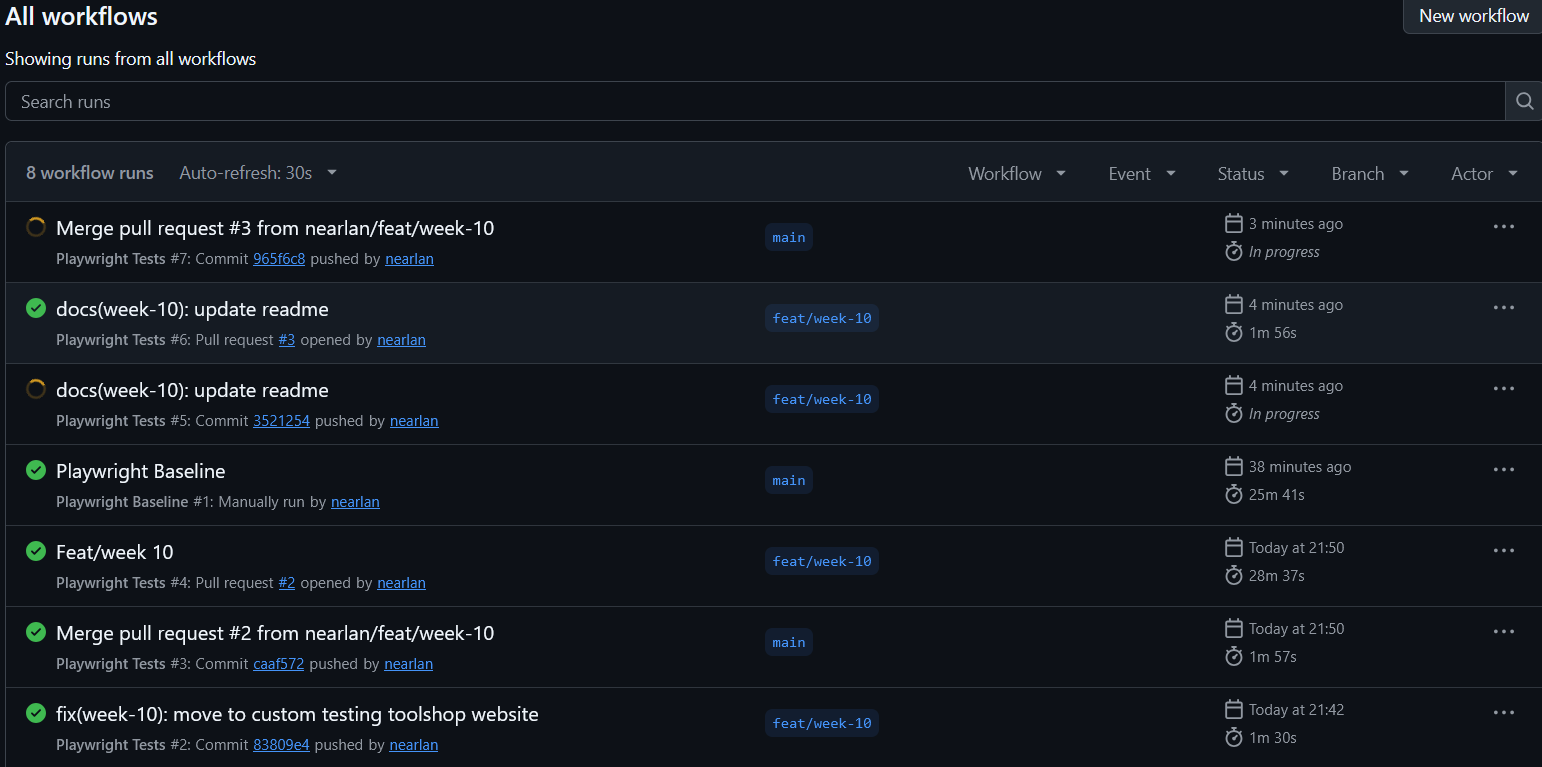 All workflows
New workflow
Showing runs from all workflows
Search runs
8 workflow runs Auto-refresh: 30s Workflow Event Status Branch Actor
Merge pull request #3 from nearlan/feat/week-10
Playwright Tests #7: Commit 965f6c8 pushed by nearlan
main
3 minutes ago
In progress
docs(week-10): update readme
Playwright Tests #6: Pull request #3 opened by nearlan
feat/week-10
4 minutes ago
1m 56s
docs(week-10): update readme
Playwright Tests #5: Commit 3521254 pushed by nearlan
feat/week-10
4 minutes ago
In progress
Playwright Baseline
Playwright Baseline #1: Manually run by nearlan
main
38 minutes ago
25m 41s
Feat/week 10
Playwright Tests #4: Pull request #2 opened by nearlan
feat/week-10
Today at 21:50
28m 37s
Merge pull request #2 from nearlan/feat/week-10
Playwright Tests #3: Commit caaf572 pushed by nearlan
main
Today at 21:50
1m 57s
fix(week-10): move to custom testing toolshop website
Playwright Tests #2: Commit 83809e4 pushed by nearlan
feat/week-10
Today at 21:42
1m 30s